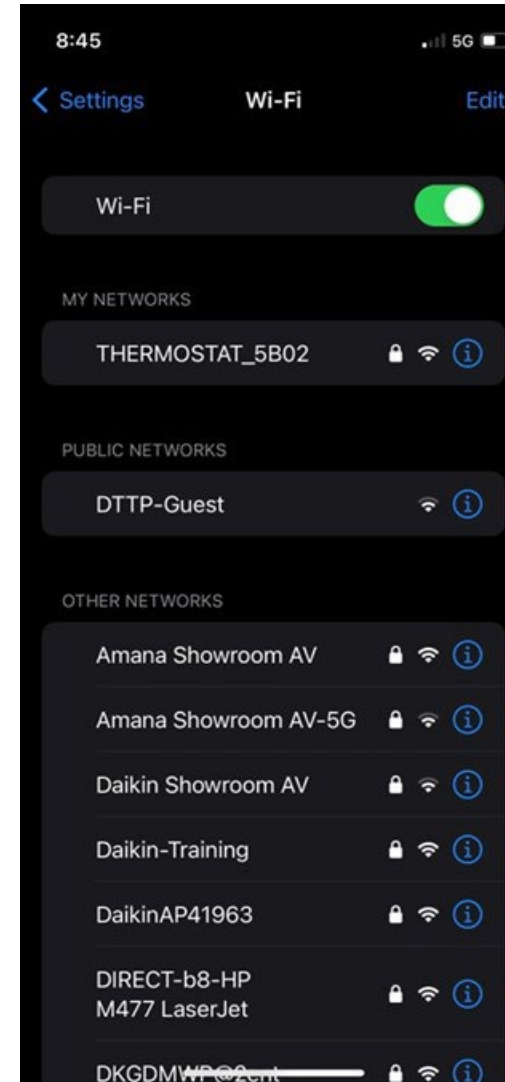 8:45
5G
Settings
Wi-Fi
Edit
Wi-Fi
MY NETWORKS
THERMOSTAT_5B02
PUBLIC NETWORKS
DTTP-Guest
OTHER NETWORKS
Amana Showroom AV
Amana Showroom AV-5G
Daikin Showroom AV
Daikin-Training
DaikinAP41963
DIRECT-b8-HP
M477 LaserJet